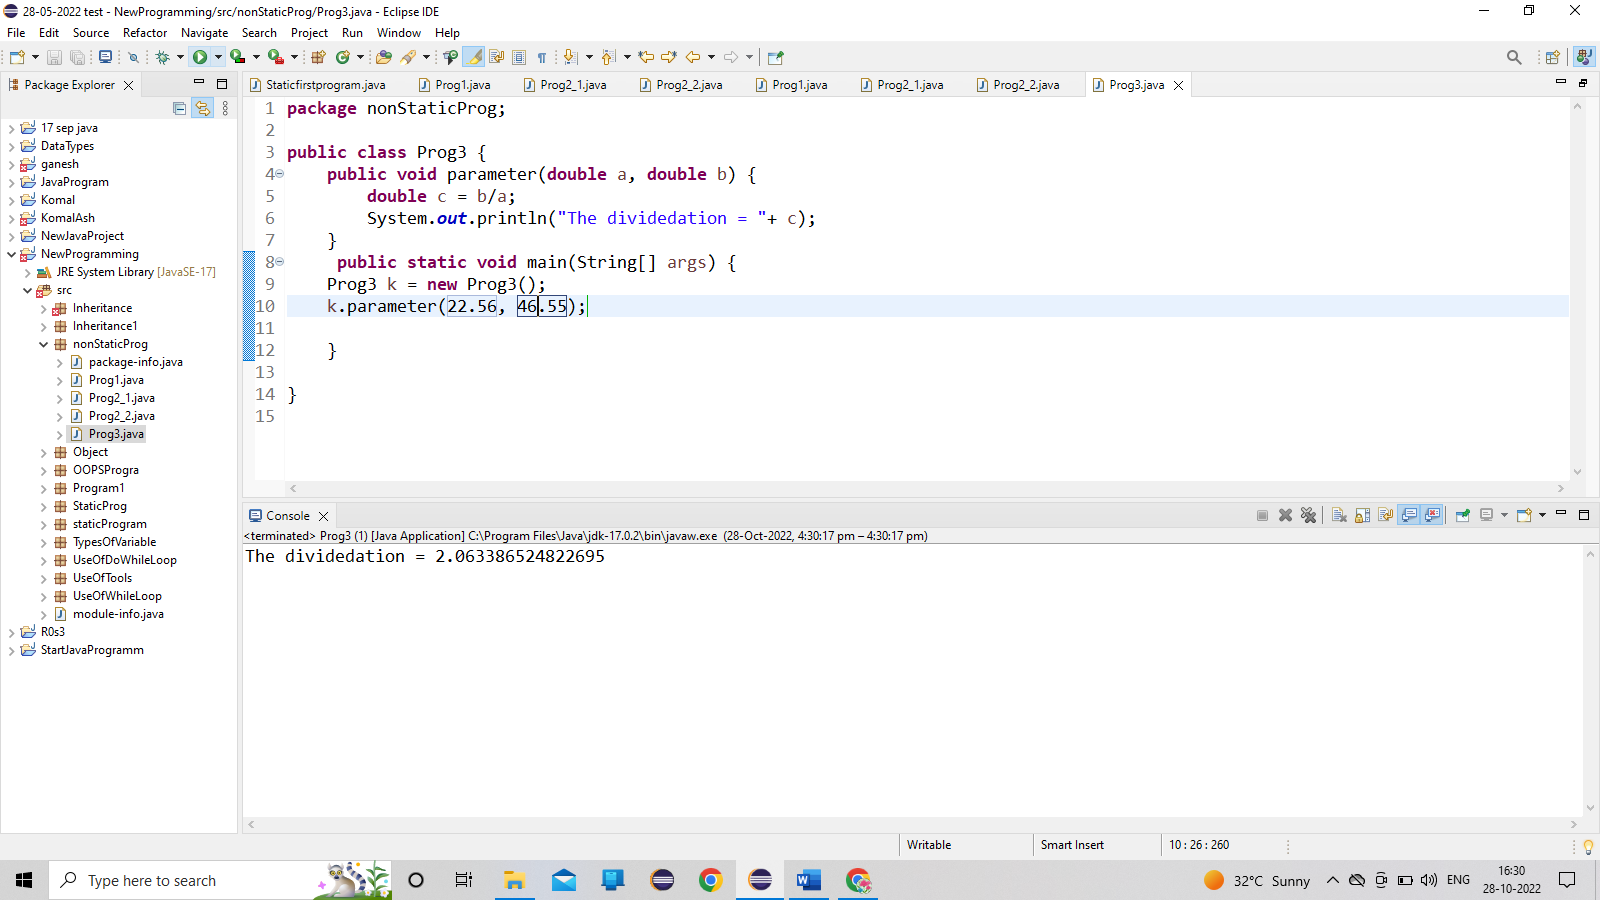 28-05-2022 test - NewProgramming/src/nonStaticProg/Prog3.java - Eclipse IDE
File Edit Source Refactor Navigate Search Project Run Window Help
Package Explorer
17 sep java
DataTypes
ganesh
JavaProgram
Komal
KomalAsh
NewJavaProject
NewProgramming
JRE System Library [JavaSE-17]
src
Inheritance
Inheritance1
nonStaticProg
package-info.java
Prog1.java
Prog2_1.java
Prog2_2.java
Prog3.java
Object
OOPSProgra
Program1
StaticProg
staticProgram
TypesOfVariable
UseOfDoWhileLoop
UseOfTools
UseOfWhileLoop
module-info.java
R0s3
StartJavaProgramm
Staticfirstprogram.java Prog1.java Prog2_1.java Prog2_2.java Prog1.java Prog2_1.java Prog2_2.java Prog3.java
1 package nonStaticProg;
2
3 public class Prog3 {
4 public void parameter(double a, double b) {
5 double c = b/a;
6 System.out.println("The dividedation = "+ c);
7 }
8 public static void main(String[] args) {
9 Prog3 k = new Prog3();
10 k.parameter(22.56, 46.55);
11
12 }
13
14 }
15
Console
<terminated> Prog3 (1) [Java Application] C:\Program Files\Java\jdk-17.0.2\bin\javaw.exe (28-Oct-2022, 4:30:17 pm – 4:30:17 pm)
The dividedation = 2.063386524822695
Writable Smart Insert 10 : 26 : 260
Type here to search
32°C Sunny
ENG
16:30
28-10-2022